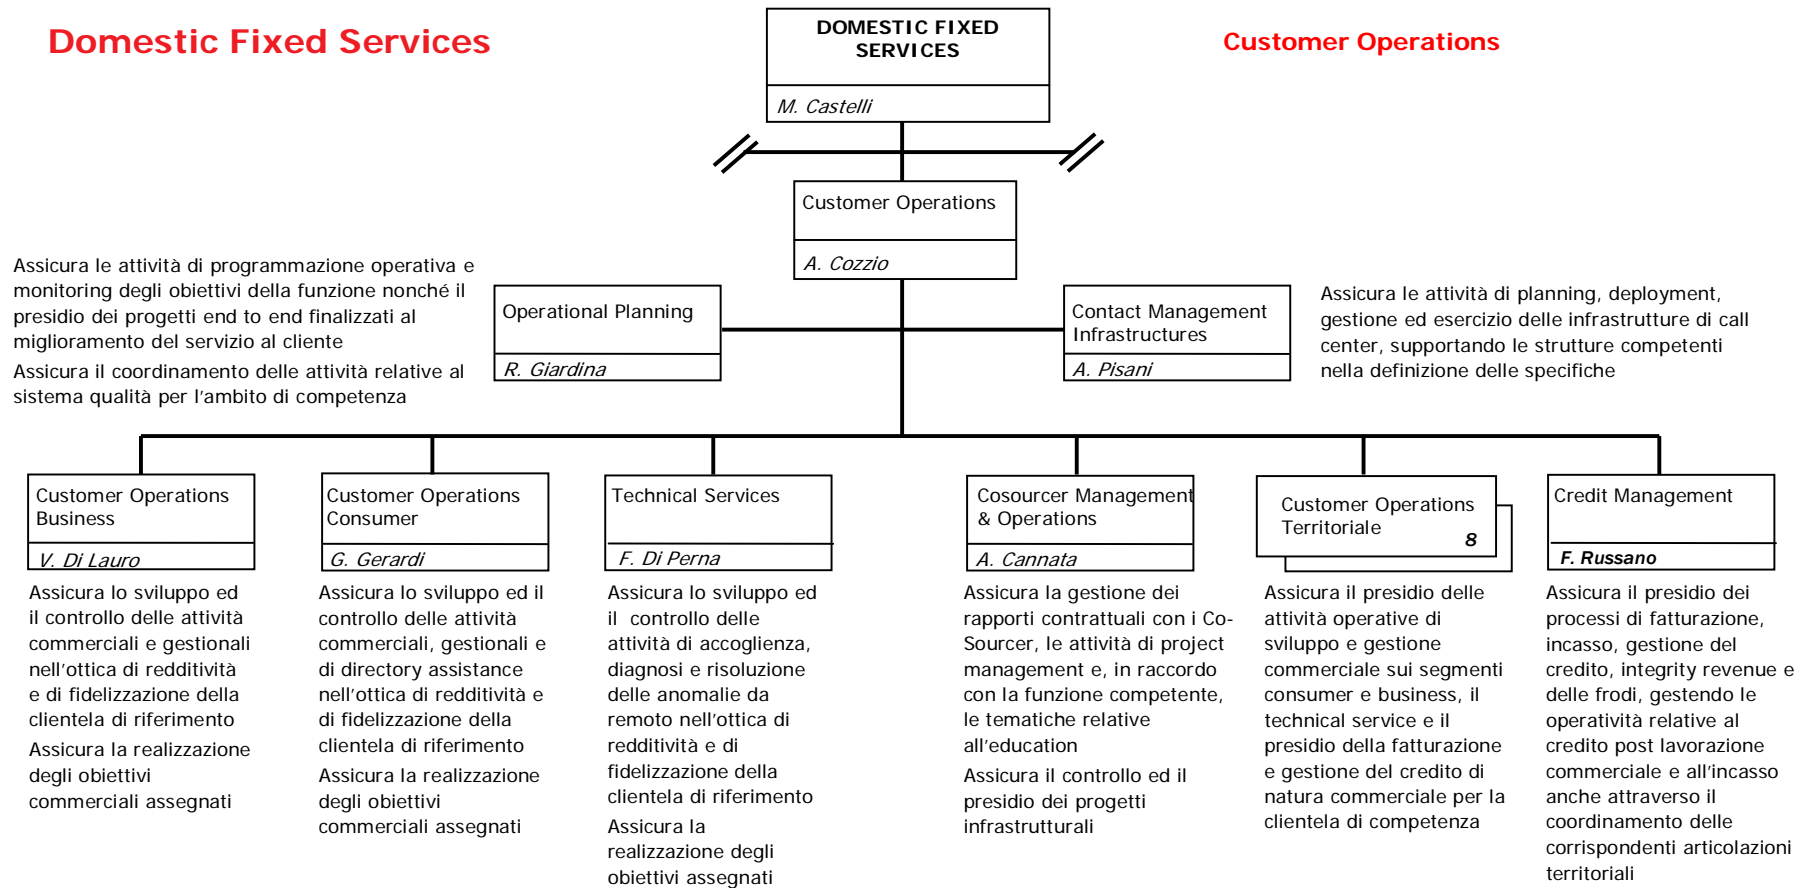 Domestic Fixed Services
Customer Operations
DOMESTIC FIXED
SERVICES
M. Castelli
Customer Operations
A. Cozzio
Assicura le attività di programmazione operativa e
monitoring degli obiettivi della funzione nonché il
presidio dei progetti end to end finalizzati al
miglioramento del servizio al cliente
Assicura il coordinamento delle attività relative al
sistema qualità per l'ambito di competenza
Operational Planning
R. Giardina
Contact Management
Infrastructures
A. Pisani
Assicura le attività di planning, deployment,
gestione ed esercizio delle infrastrutture di call
center, supportando le strutture competenti
nella definizione delle specifiche
Customer Operations
Business
V. Di Lauro
Assicura lo sviluppo ed
il controllo delle attività
commerciali e gestionali
nell'ottica di redditività
e di fidelizzazione della
clientela di riferimento
Assicura la realizzazione
degli obiettivi
commerciali assegnati
Customer Operations
Consumer
G. Gerardi
Assicura lo sviluppo ed il
controllo delle attività
commerciali, gestionali e
di directory assistance
nell'ottica di redditività e
di fidelizzazione della
clientela di riferimento
Assicura la realizzazione
degli obiettivi
commerciali assegnati
Technical Services
F. Di Perna
Assicura lo sviluppo ed
il controllo delle
attività di accoglienza,
diagnosi e risoluzione
delle anomalie da
remoto nell'ottica di
redditività e di
fidelizzazione della
clientela di riferimento
Assicura la
realizzazione degli
obiettivi assegnati
Cosourcer Management
& Operations
A. Cannata
Assicura la gestione dei
rapporti contrattuali con i Co-
Sourcer, le attività di project
management e, in raccordo
con la funzione competente,
le tematiche relative
all'education
Assicura il controllo ed il
presidio dei progetti
infrastrutturali
Customer Operations
Territoriale
8
Assicura il presidio delle
attività operative di
sviluppo e gestione
commerciale sui segmenti
consumer e business, il
technical service e il
presidio della fatturazione
e gestione del credito di
natura commerciale per la
clientela di competenza
Credit Management
F. Russano
Assicura il presidio dei
processi di fatturazione,
incasso, gestione del
credito, integrity revenue e
delle frodi, gestendo le
operatività relative al
credito post lavorazione
commerciale e all'incasso
anche attraverso il
coordinamento delle
corrispondenti articolazioni
territoriali